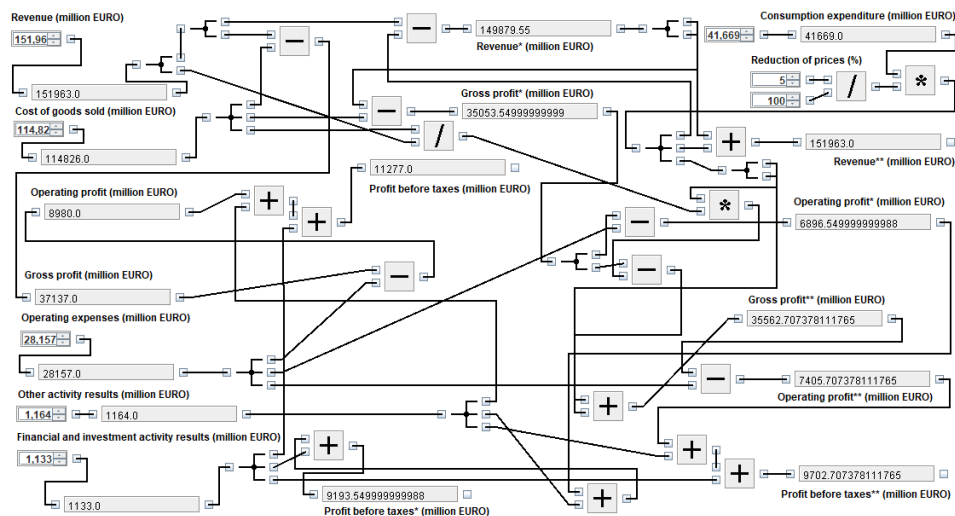 Revenue (million EURO)
151,96
151963.0
Cost of goods sold (million EURO)
114,82
114826.0
149879.55
Revenue* (million EURO)
Gross profit* (million EURO)
35053.54999999999
Consumption expenditure (million EURO)
41,669
41669.0
Reduction of prices (%)
5
100
151963.0
Revenue** (million EURO)
11277.0
Profit before taxes (million EURO)
Operating profit (million EURO)
8980.0
Operating profit* (million EURO)
6896.549999999988
Gross profit (million EURO)
37137.0
Operating expenses (million EURO)
28,157
28157.0
Gross profit** (million EURO)
35562.707378111765
7405.707378111765
Operating profit** (million EURO)
Other activity results (million EURO)
1,164
1164.0
Financial and investment activity results (million EURO)
1,133
1133.0
9193.549999999988
Profit before taxes* (million EURO)
9702.707378111765
Profit before taxes** (million EURO)